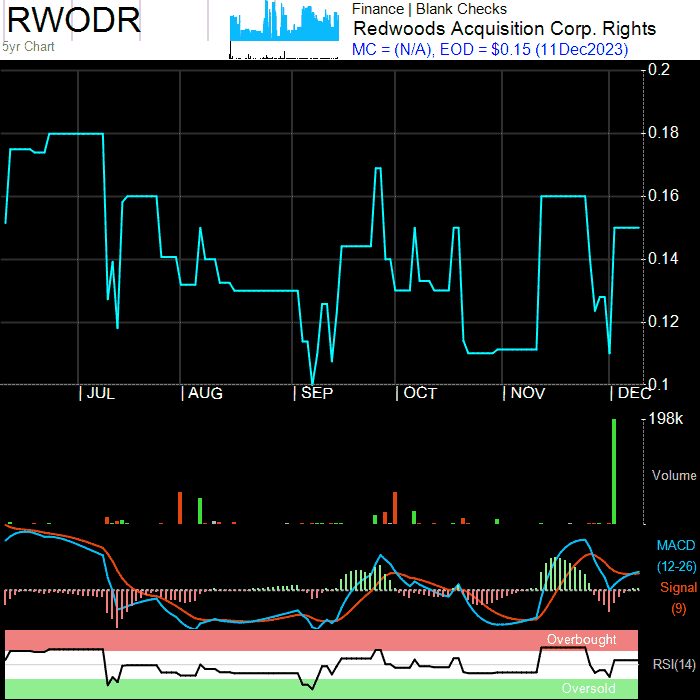 RWODR
5yr Chart
Finance | Blank Checks
Redwoods Acquisition Corp. Rights
MC = (N/A), EOD = $0.15 (11Dec2023)
0.2
0.18
0.16
0.14
0.12
0.1
JUL AUG SEP OCT NOV DEC
198k
Volume
MACD
(12-26)
Signal
(9)
Overbought
RSI(14)
Oversold